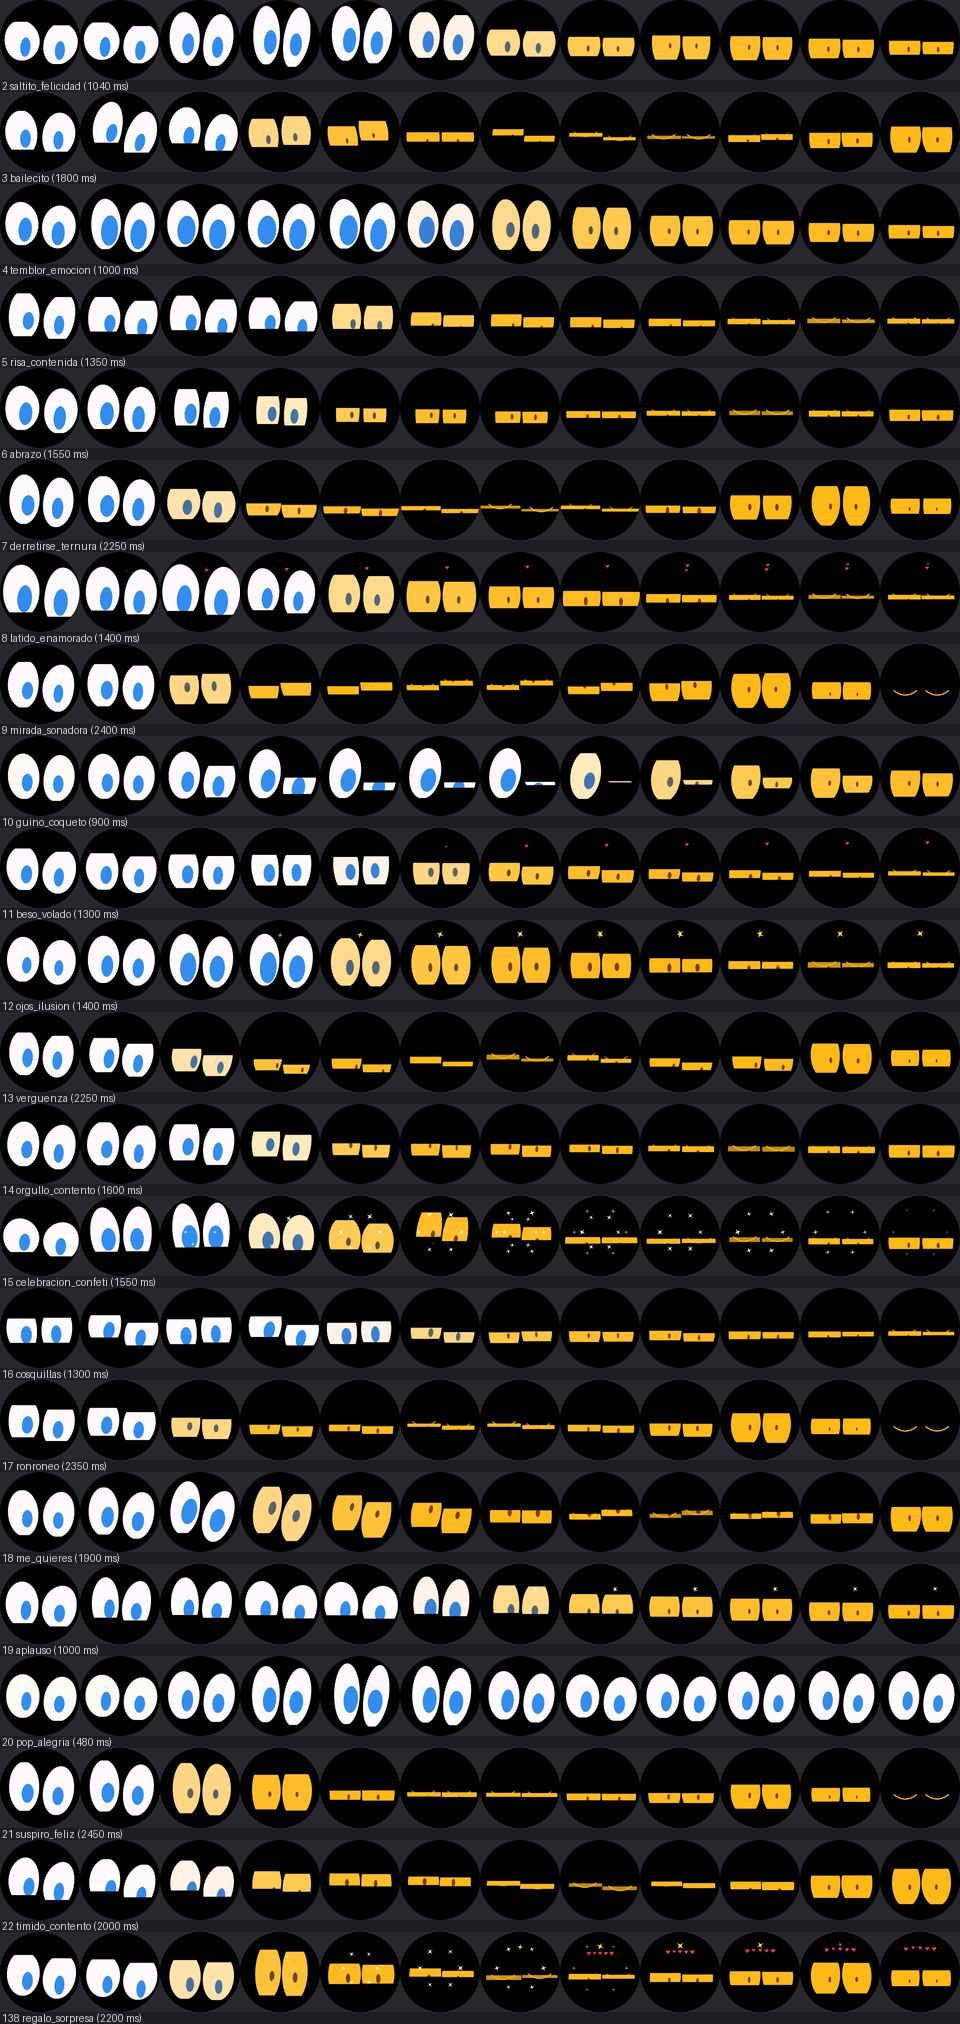 2 saltito_felicidad (1040 ms)
3 bailecito (1800 ms)
4 temblor_emocion (1000 ms)
5 risa_contenida (1350 ms)
6 abrazo (1550 ms)
7 derretirse_ternura (2250 ms)
8 latido_enamorado (1400 ms)
9 mirada_sonadora (2400 ms)
10 guino_coqueto (900 ms)
11 beso_volado (1300 ms)
12 ojos_ilusion (1400 ms)
13 verguenza (2250 ms)
14 orgullo_contento (1600 ms)
15 celebracion_confeti (1550 ms)
16 cosquillas (1300 ms)
17 ronroneo (2350 ms)
18 me_quieres (1900 ms)
19 aplauso (1000 ms)
20 pop_alegria (480 ms)
21 suspiro_feliz (2450 ms)
22 timido_contento (2000 ms)
138 regalo_sorpresa (2200 ms)